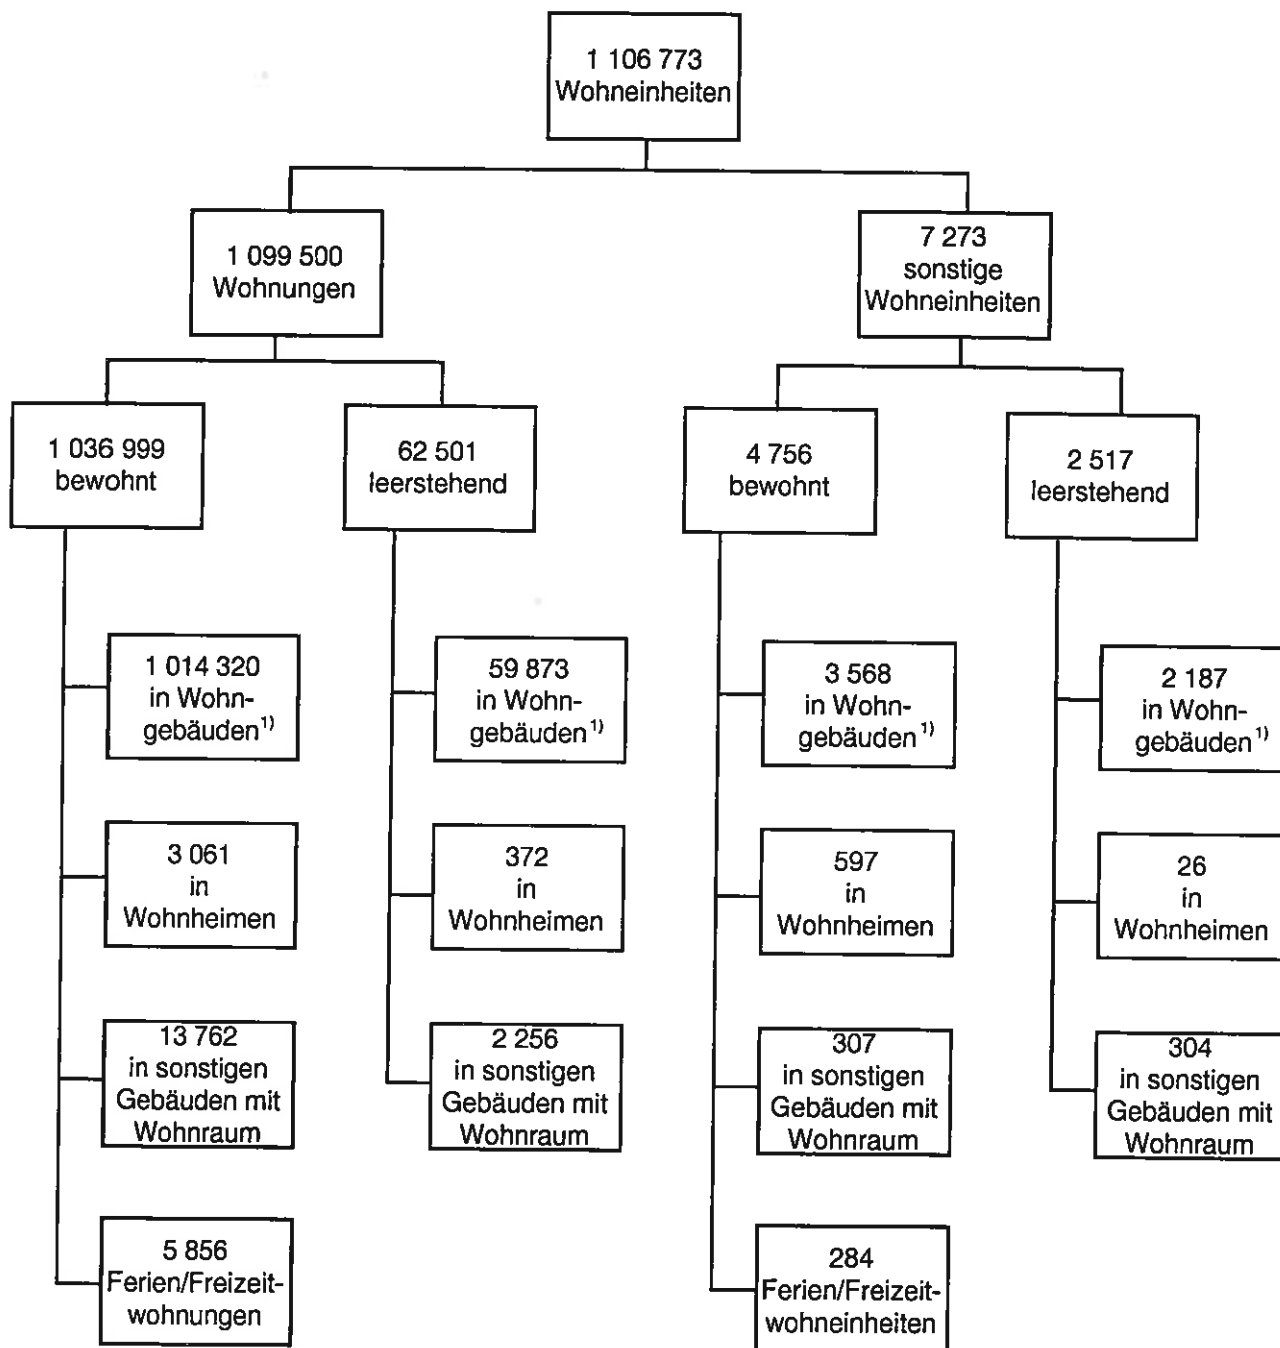 1 106 773
Wohneinheiten
1 099 500
Wohnungen
7 273
sonstige
Wohneinheiten
1 036 999
bewohnt
62 501
leerstehend
4 756
bewohnt
2 517
leerstehend
1 014 320
in Wohn-
gebäuden¹⁾
59 873
in Wohn-
gebäuden¹⁾
3 568
in Wohn-
gebäuden¹⁾
2 187
in Wohn-
gebäuden¹⁾
3 061
in
Wohnheimen
372
in
Wohnheimen
597
in
Wohnheimen
26
in
Wohnheimen
13 762
in sonstigen
Gebäuden mit
Wohnraum
2 256
in sonstigen
Gebäuden mit
Wohnraum
307
in sonstigen
Gebäuden mit
Wohnraum
304
in sonstigen
Gebäuden mit
Wohnraum
5 856
Ferien/Freizeit-
wohnungen
284
Ferien/Freizeit-
wohneinheiten